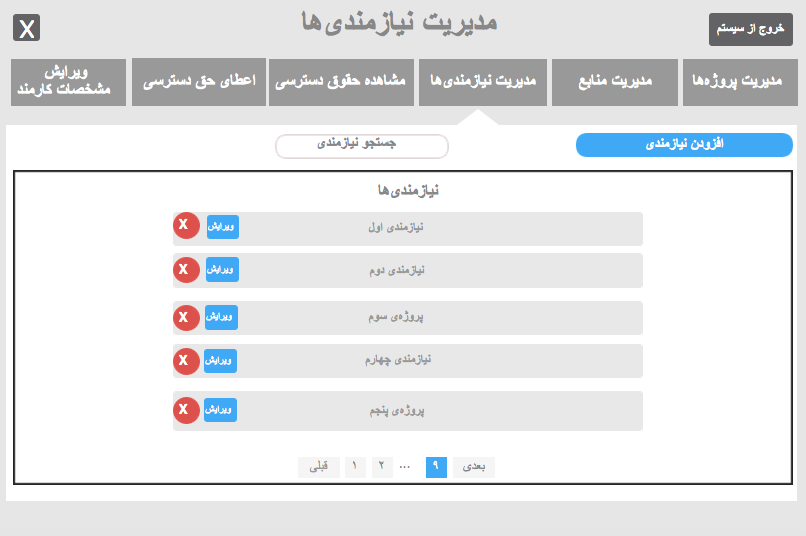 خروج از سیستم
مدیریت نیازمندی‌ها
X
مدیریت پروژه‌ها
مدیریت منابع
مدیریت نیازمندی‌ها
مشاهده حقوق دسترسی
اعطای حق دسترسی
ویرایش
مشخصات کارمند
افزودن نیازمندی
جستجو نیازمندی
نیازمندی‌ها
نیازمندی اول ویرایش X
نیازمندی دوم ویرایش X
پروژه‌ی سوم ویرایش X
نیازمندی چهارم ویرایش X
پروژه‌ی پنجم ویرایش X
بعدی ۹ ... ۲ ۱ قبلی